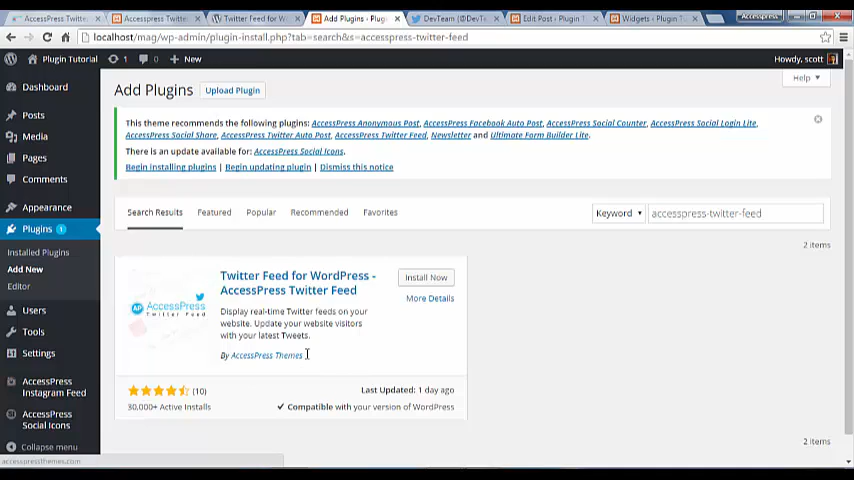 AccessPress Twitte
Accesspress Twitte
Twitter Feed for Wo
Add Plugins ‹ Plugi
DevTeam (@DevTe
Edit Post ‹ Plugin T
Widgets ‹ Plugin Tu
Accesspress
localhost/mag/wp-admin/plugin-install.php?tab=search&s=accesspress-twitter-feed
Plugin Tutorial 1 0 + New
Howdy, scott
Help
Dashboard
Posts
Media
Pages
Comments
Appearance
Plugins 1
Installed Plugins
Add New
Editor
Users
Tools
Settings
AccessPress
Instagram Feed
AccessPress
Social Icons
Collapse menu
Add Plugins Upload Plugin
This theme recommends the following plugins: AccessPress Anonymous Post, AccessPress Facebook Auto Post, AccessPress Social Counter, AccessPress Social Login Lite,
AccessPress Social Share, AccessPress Twitter Auto Post, AccessPress Twitter Feed, Newsletter and Ultimate Form Builder Lite.
There is an update available for: AccessPress Social Icons.
Begin installing plugins | Begin updating plugin | Dismiss this notice
Search Results Featured Popular Recommended Favorites
Keyword accesspress-twitter-feed
2 items
AP AccessPress
Twitter Feed
Twitter Feed for WordPress -
AccessPress Twitter Feed
Install Now
More Details
Display real-time Twitter feeds on your
website. Update your website visitors
with your latest Tweets.
By AccessPress Themes
(10)
Last Updated: 1 day ago
30,000+ Active Installs
Compatible with your version of WordPress
2 items
accesspressthemes.com